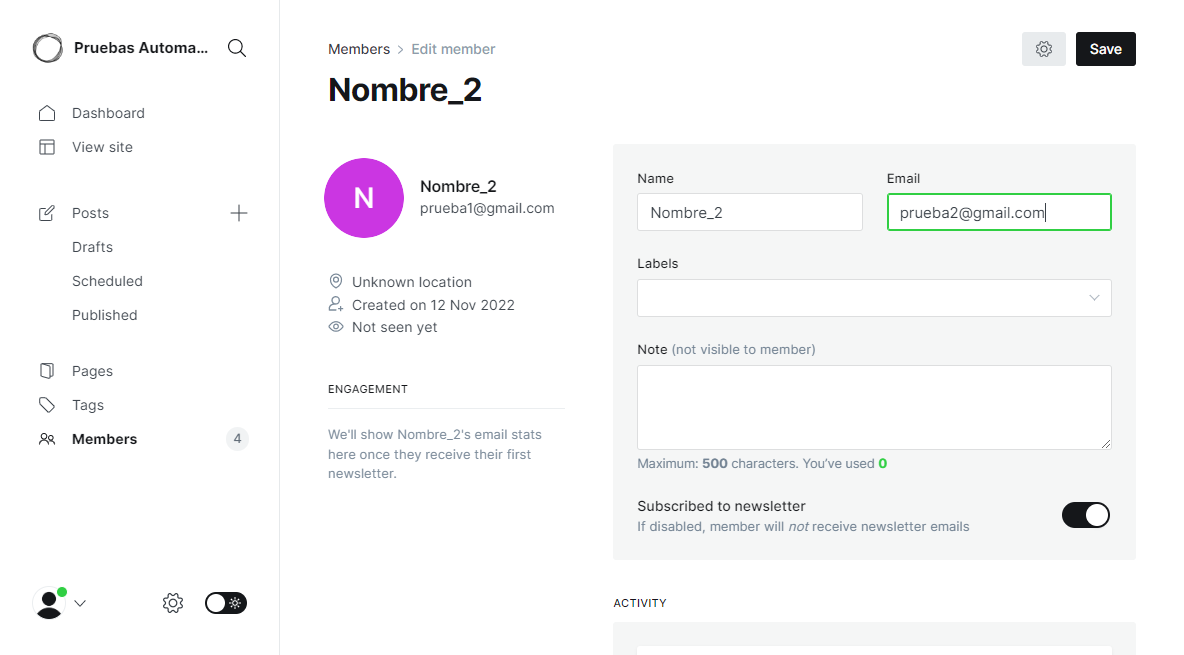 Pruebas Automa...
Dashboard
View site
Posts
Drafts
Scheduled
Published
Pages
Tags
Members 4
Members > Edit member
Save
Nombre_2
N
Nombre_2
prueba1@gmail.com
Unknown location
Created on 12 Nov 2022
Not seen yet
ENGAGEMENT
We'll show Nombre_2's email stats
here once they receive their first
newsletter.
Name Email
Nombre_2 prueba2@gmail.com
Labels
Note (not visible to member)
Maximum: 500 characters. You've used 0
Subscribed to newsletter
If disabled, member will not receive newsletter emails
ACTIVITY